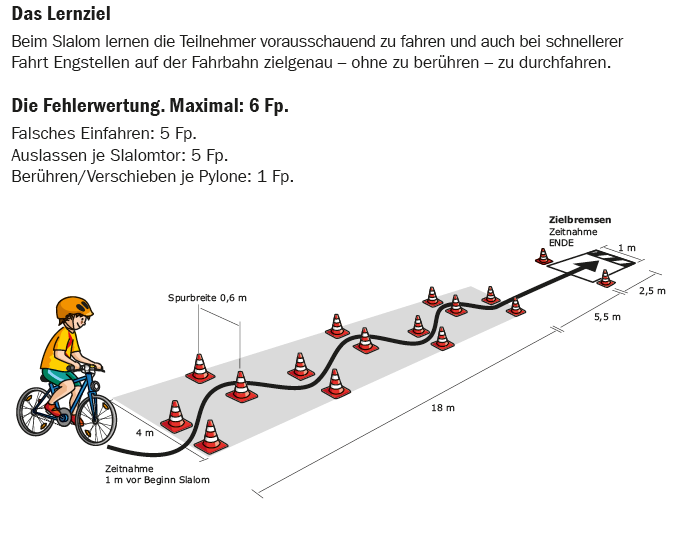 Das Lernziel
Beim Slalom lernen die Teilnehmer vorausschauend zu fahren und auch bei schnellerer
Fahrt Engstellen auf der Fahrbahn zielgenau – ohne zu berühren – zu durchfahren.
Die Fehlerwertung. Maximal: 6 Fp.
Falsches Einfahren: 5 Fp.
Auslassen je Slalomtor: 5 Fp.
Berühren/Verschieben je Pylone: 1 Fp.
Zielbremsen
Zeitnahme
ENDE
1 m
2,5 m
5,5 m
Spurbreite 0,6 m
18 m
4 m
Zeitnahme
1 m vor Beginn Slalom